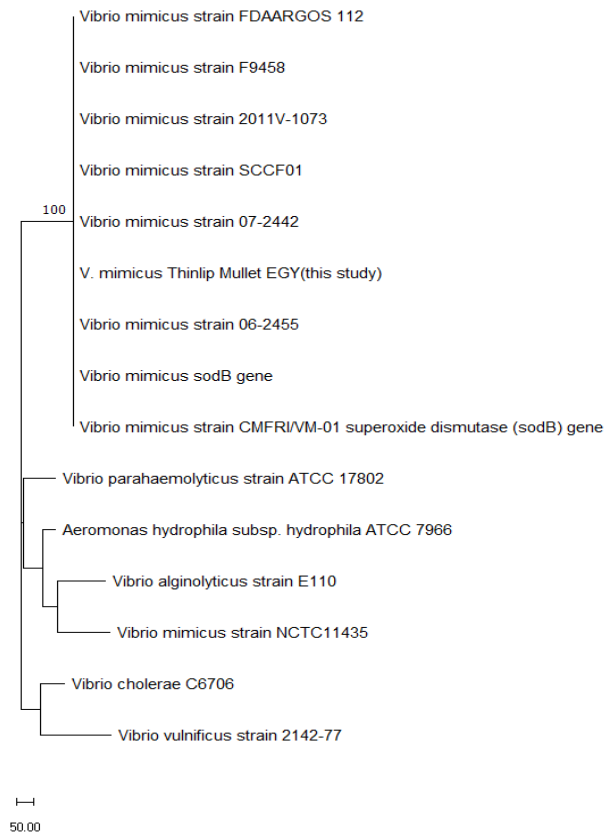 Vibrio mimicus strain FDAARGOS 112
Vibrio mimicus strain F9458
Vibrio mimicus strain 2011V-1073
Vibrio mimicus strain SCCF01
100
Vibrio mimicus strain 07-2442
V. mimicus Thinlip Mullet EGY(this study)
Vibrio mimicus strain 06-2455
Vibrio mimicus sodB gene
Vibrio mimicus strain CMFRI/VM-01 superoxide dismutase (sodB) gene
Vibrio parahaemolyticus strain ATCC 17802
Aeromonas hydrophila subsp. hydrophila ATCC 7966
Vibrio alginolyticus strain E110
Vibrio mimicus strain NCTC11435
Vibrio cholerae C6706
Vibrio vulnificus strain 2142-77
50.00